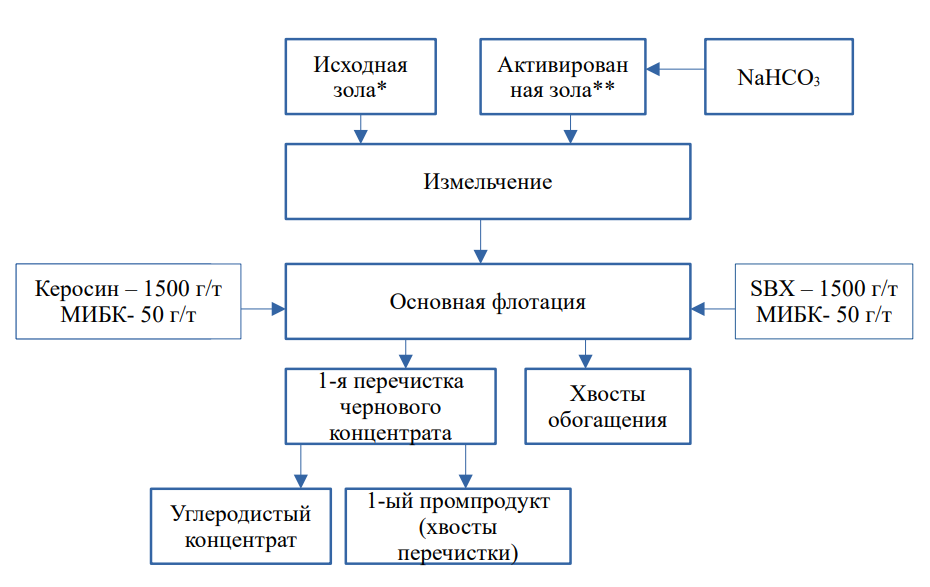 Исходная
зола*
Активирован
ная зола**
NaHCO₃
Измельчение
Керосин – 1500 г/т
МИБК- 50 г/т
Основная флотация
SBX – 1500 г/т
МИБК- 50 г/т
1-я перечистка
чернового
концентрата
Хвосты
обогащения
Углеродистый
концентрат
1-ый промпродукт
(хвосты
перечистки)